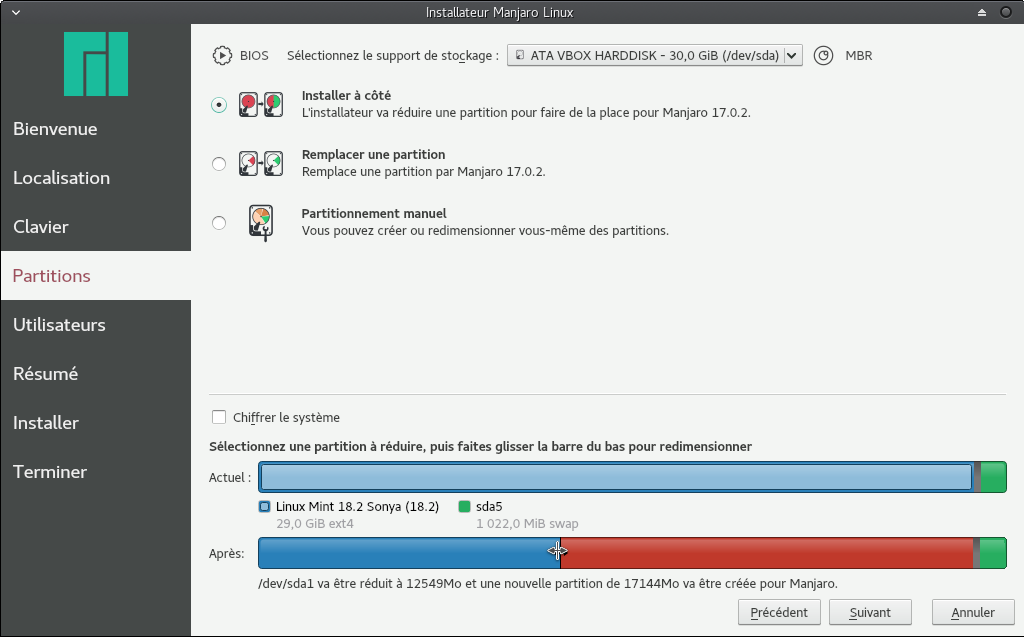 Installateur Manjaro Linux
BIOS Sélectionnez le support de stockage : ATA VBOX HARDDISK - 30,0 GiB (/dev/sda) MBR
Bienvenue
Localisation
Clavier
Partitions
Utilisateurs
Résumé
Installer
Terminer
Installer à côté
L'installateur va réduire une partition pour faire de la place pour Manjaro 17.0.2.
Remplacer une partition
Remplace une partition par Manjaro 17.0.2.
Partitionnement manuel
Vous pouvez créer ou redimensionner vous-même des partitions.
Chiffrer le système
Sélectionnez une partition à réduire, puis faites glisser la barre du bas pour redimensionner
Actuel :
Linux Mint 18.2 Sonya (18.2) sda5
29,0 GiB ext4 1 022,0 MiB swap
Après:
/dev/sda1 va être réduit à 12549Mo et une nouvelle partition de 17144Mo va être créée pour Manjaro.
Précédent Suivant Annuler